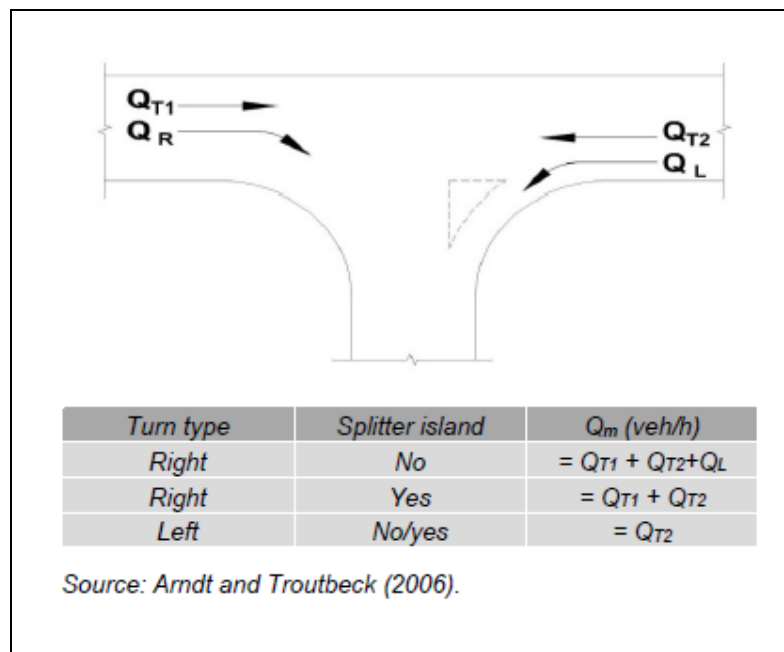 QT1
QR
QT2
QL
Turn type Splitter island Qm (veh/h)
Right No = QT1 + QT2+QL
Right Yes = QT1 + QT2
Left No/yes = QT2
Source: Arndt and Troutbeck (2006).